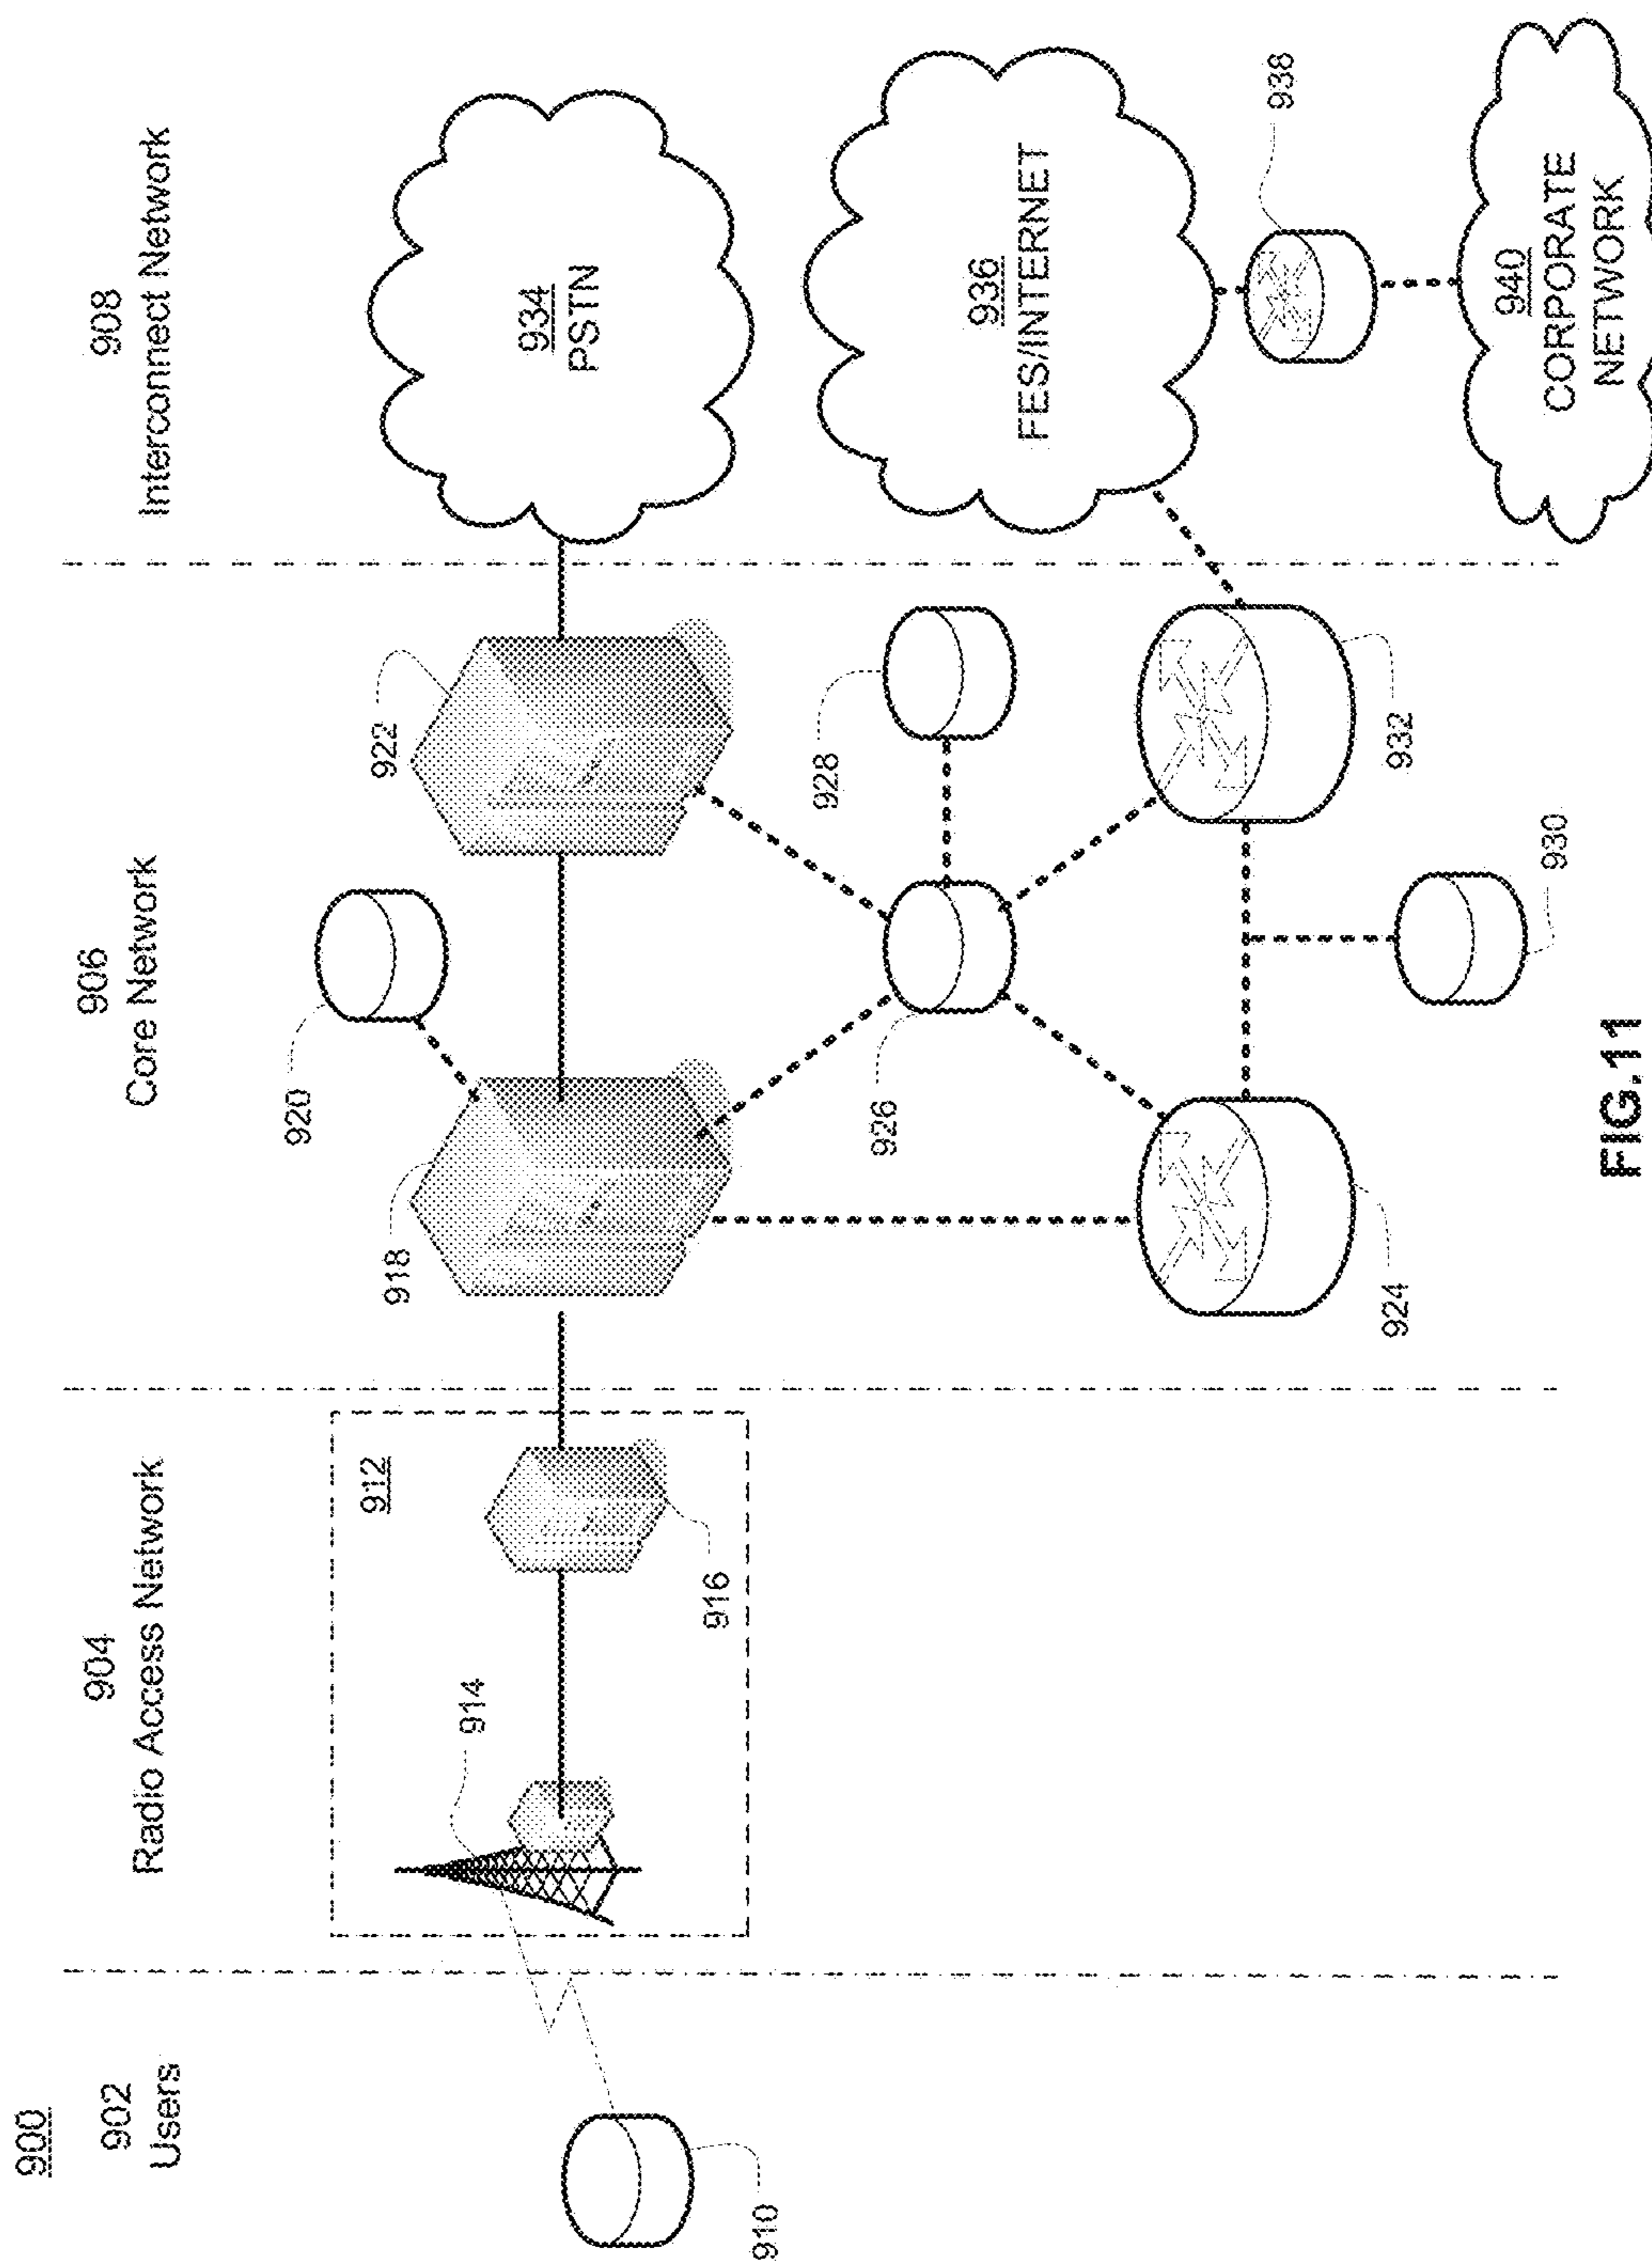 900
902
Users
904
Radio Access Network
906
Core Network
908
Interconnect Network
910
912
914
916
918
920
922
924
926
928
930
932
934
PSTN
936
FES/INTERNET
938
940
CORPORATE
NETWORK
FIG.11